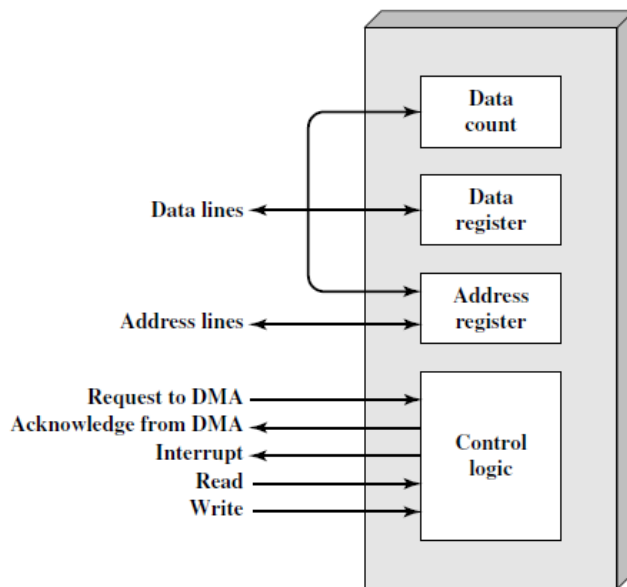 Data
count
Data lines
Data
register
Address
register
Address lines
Request to DMA
Acknowledge from DMA
Interrupt
Read
Write
Control
logic